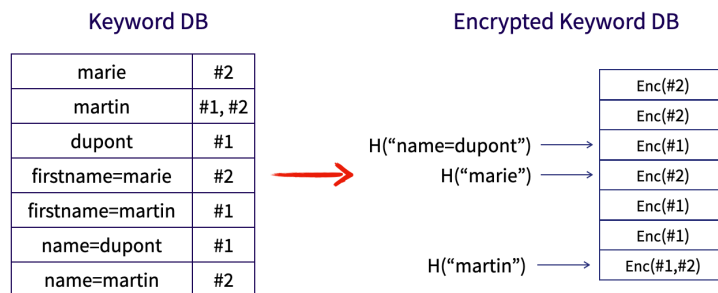 Keyword DB
marie #2
martin #1, #2
dupont #1
firstname=marie #2
firstname=martin #1
name=dupont #1
name=martin #2
Encrypted Keyword DB
Enc(#2)
Enc(#2)
H(“name=dupont”) Enc(#1)
H(“marie”) Enc(#2)
Enc(#1)
Enc(#1)
H(“martin”) Enc(#1,#2)